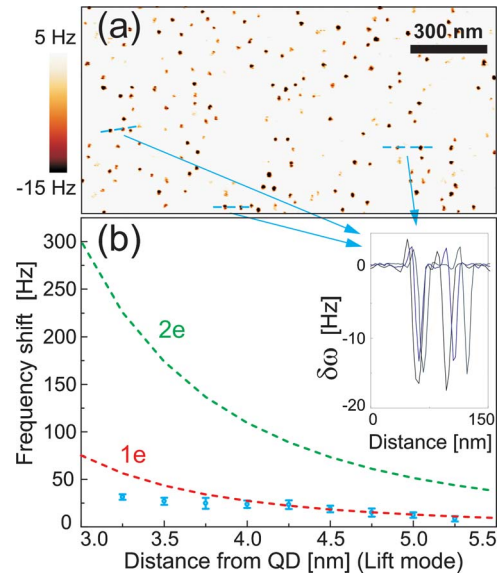 5 Hz
(a)
300 nm
-15 Hz
(b)
300
250
200
150
100
50
0
Frequency shift [Hz]
2e
1e
0
-10
-20
δω [Hz]
0
150
Distance [nm]
3.0
3.5
4.0
4.5
5.0
5.5
Distance from QD [nm] (Lift mode)